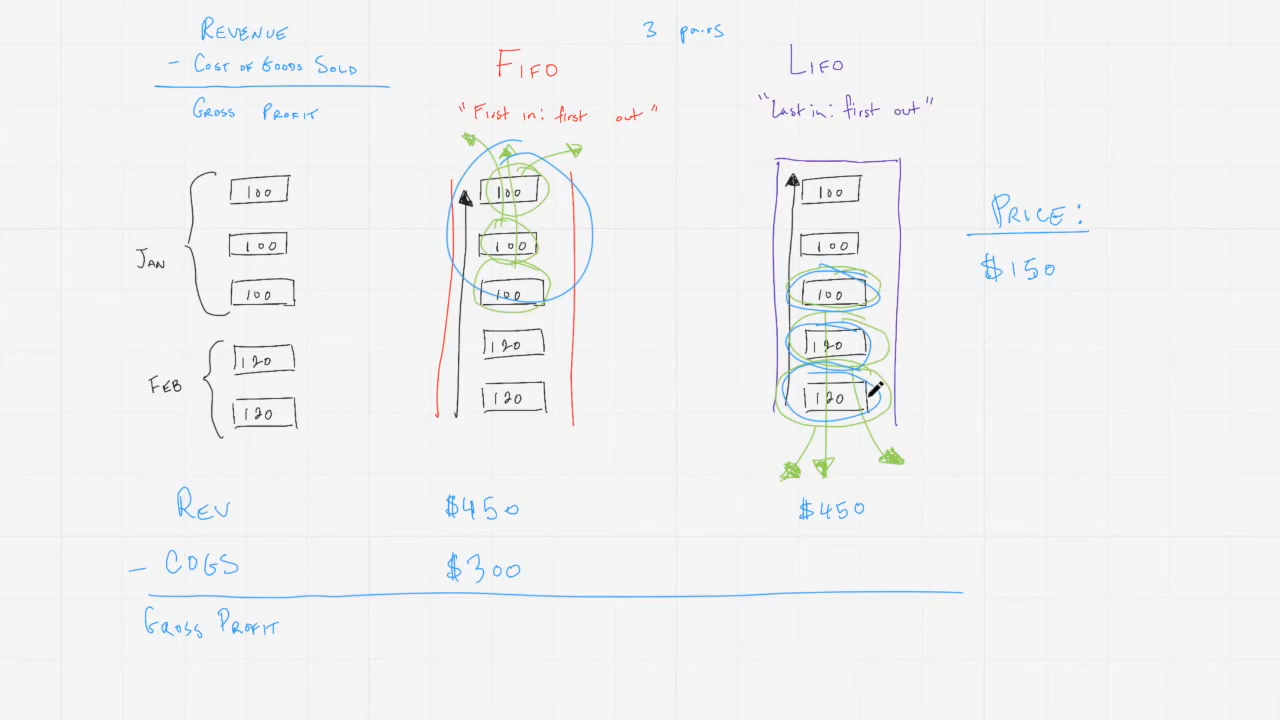 REVENUE
- COST OF GOODS SOLD
GROSS PROFIT
3 pairs
FIFO
"First in: first out"
LIFO
"Last in: first out"
JAN
100
100
100
FEB
120
120
100
100
100
120
120
100
100
100
120
120
PRICE:
$150
REV $450 $450
- COGS $300
GROSS PROFIT